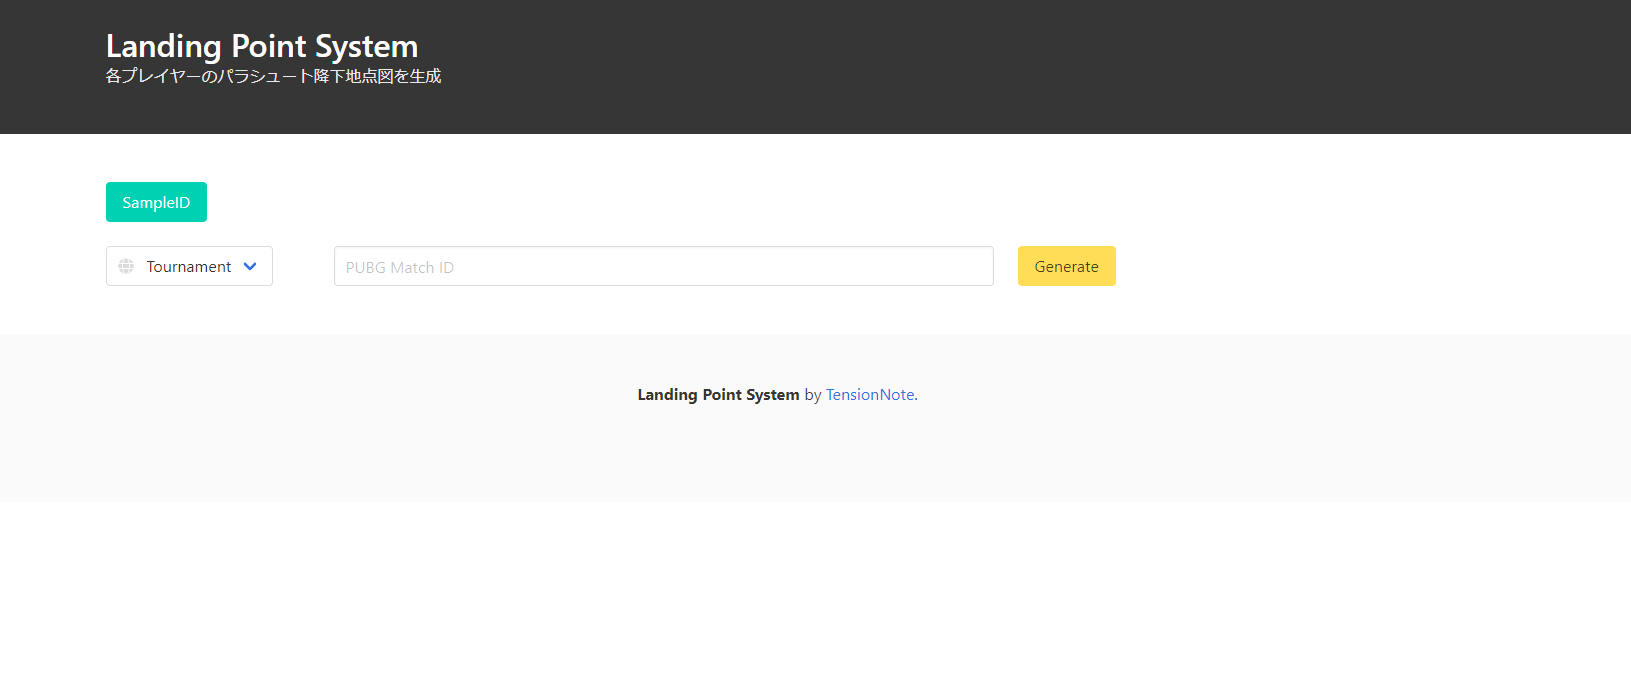 Landing Point System
各プレイヤーのパラシュート降下地点図を生成
SampleID
Tournament
PUBG Match ID
Generate
Landing Point System by TensionNote.